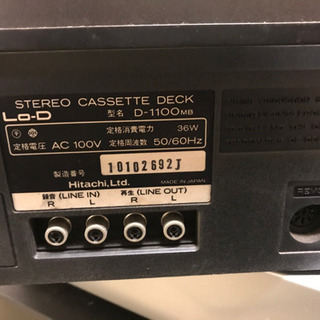 STEREO CASSETTE DECK
Lo-D 型名 D-1100MB
定格消費電力 36W
定格電圧 AC 100V 定格周波数 50/60Hz
製造番号 10102692J
Hitachi, Ltd. MADE IN JAPAN
録音 (LINE IN) 再生 (LINE OUT)
R L R L